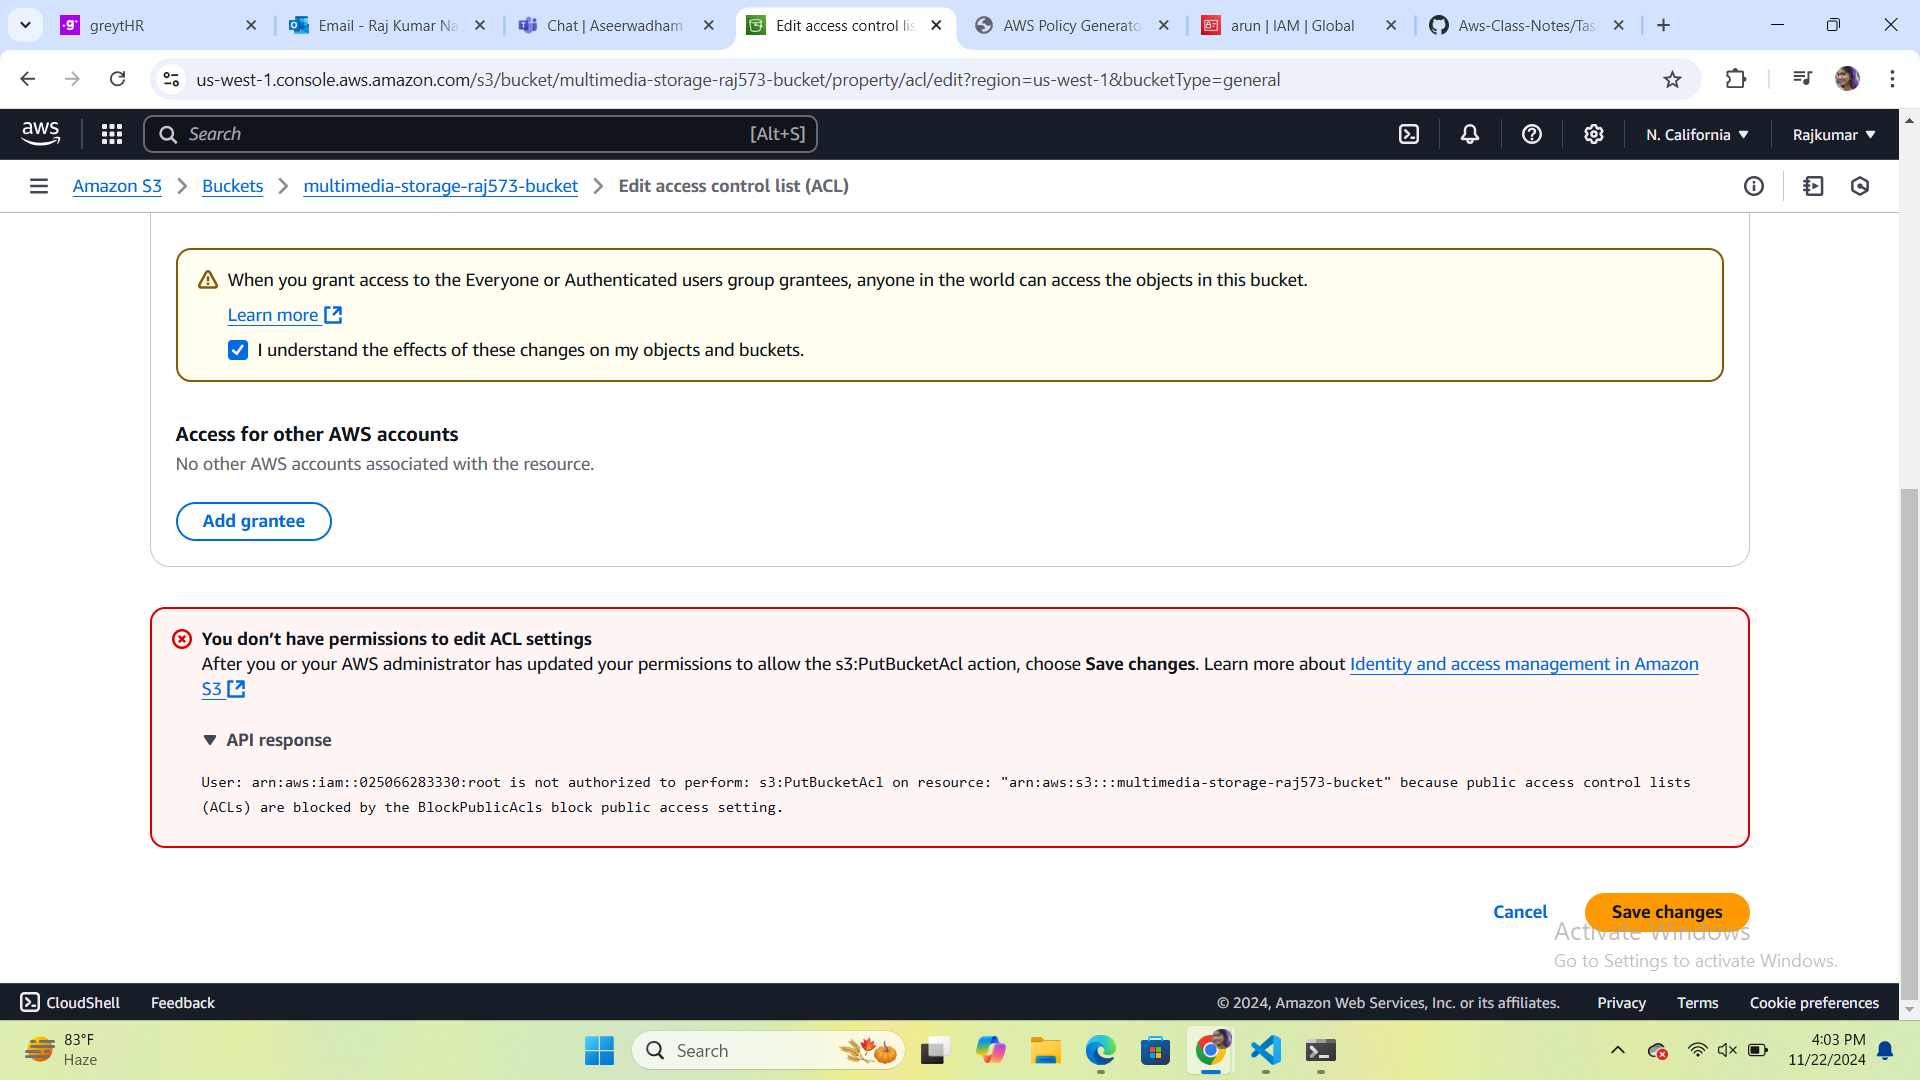 greytHR
Email - Raj Kumar Na
Chat | Aseerwadham
Edit access control lis
AWS Policy Generato
arun | IAM | Global
Aws-Class-Notes/Tas
us-west-1.console.aws.amazon.com/s3/bucket/multimedia-storage-raj573-bucket/property/acl/edit?region=us-west-1&bucketType=general
aws
Search
[Alt+S]
N. California
Rajkumar
Amazon S3
Buckets
multimedia-storage-raj573-bucket
Edit access control list (ACL)
When you grant access to the Everyone or Authenticated users group grantees, anyone in the world can access the objects in this bucket.
Learn more
I understand the effects of these changes on my objects and buckets.
Access for other AWS accounts
No other AWS accounts associated with the resource.
Add grantee
You don’t have permissions to edit ACL settings
After you or your AWS administrator has updated your permissions to allow the s3:PutBucketAcl action, choose Save changes. Learn more about Identity and access management in Amazon
S3
API response
User: arn:aws:iam::025066283330:root is not authorized to perform: s3:PutBucketAcl on resource: "arn:aws:s3:::multimedia-storage-raj573-bucket" because public access control lists
(ACLs) are blocked by the BlockPublicAcls block public access setting.
Cancel
Save changes
Activate Windows
Go to Settings to activate Windows.
CloudShell
Feedback
© 2024, Amazon Web Services, Inc. or its affiliates.
Privacy
Terms
Cookie preferences
83°F
Haze
Search
4:03 PM
11/22/2024